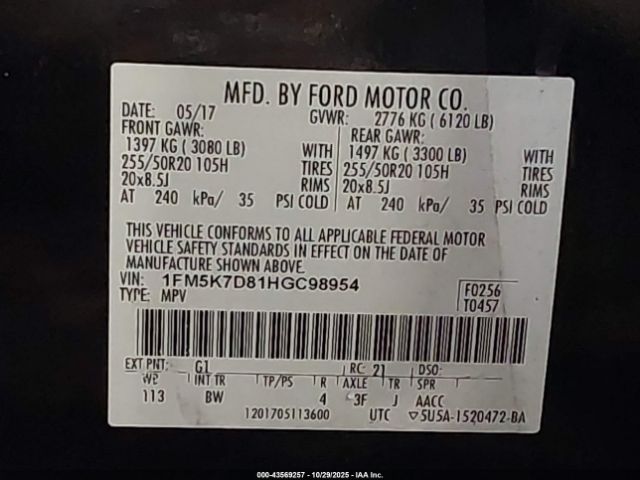 MFD. BY FORD MOTOR CO.
DATE: 05/17 GVWR: 2776 KG ( 6120 LB)
FRONT GAWR: REAR GAWR:
1397 KG ( 3080 LB) WITH 1497 KG ( 3300 LB) WITH
255/50R20 105H TIRES 255/50R20 105H TIRES
20x8.5J RIMS 20x8.5J RIMS
AT 240 kPa/ 35 PSI COLD AT 240 kPa/ 35 PSI COLD
THIS VEHICLE CONFORMS TO ALL APPLICABLE FEDERAL MOTOR
VEHICLE SAFETY STANDARDS IN EFFECT ON THE DATE OF
MANUFACTURE SHOWN ABOVE.
VIN: 1FM5K7D81HGC98954
TYPE: MPV
F0256
T0457
EXT PNT: G1 RC: 21 DSO:
WB INT TR TP/PS R AXLE TR SPR
113 BW 4 3F J AACC
1201705113600 UTC ▽5U5A-1520472-BA
000-43569257 - 10/29/2025 - IAA Inc.